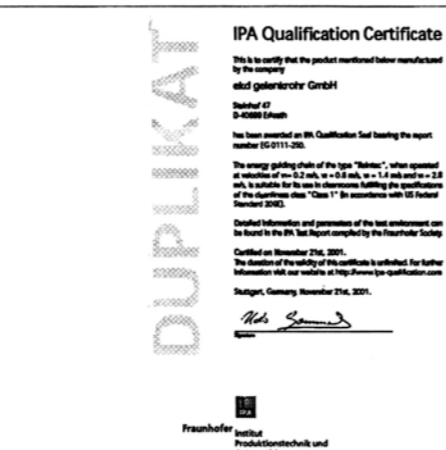 DUPLIKAT
IPA Qualification Certificate
This is to certify that the product mentioned below manufactured
by the company
ekd gelenkrohr GmbH
Steinhof 47
D-40699 Erkrath
has been awarded an IPA Qualification Seal bearing the report
number EG 0111-250.
The energy guiding chain of the type "Reintec", when operated
at velocities of v= 0.2 m/s, v = 0.6 m/s, v = 1.4 m/s and v = 2.8
m/s, is suitable for its use in cleanrooms fulfilling the specifications
of the cleanliness class "Class 1" (in accordance with US Federal
Standard 209E).
Detailed information and parameters of the test environment can
be found in the IPA Test Report compiled by the Fraunhofer Society.
Certified on November 21st, 2001.
The duration of the validity of this certificate is unlimited. For further
information visit our website at http://www.ipa-qualification.com
Stuttgart, Germany, November 21st, 2001.
Signature
IPA
Fraunhofer Institut
Produktionstechnik und